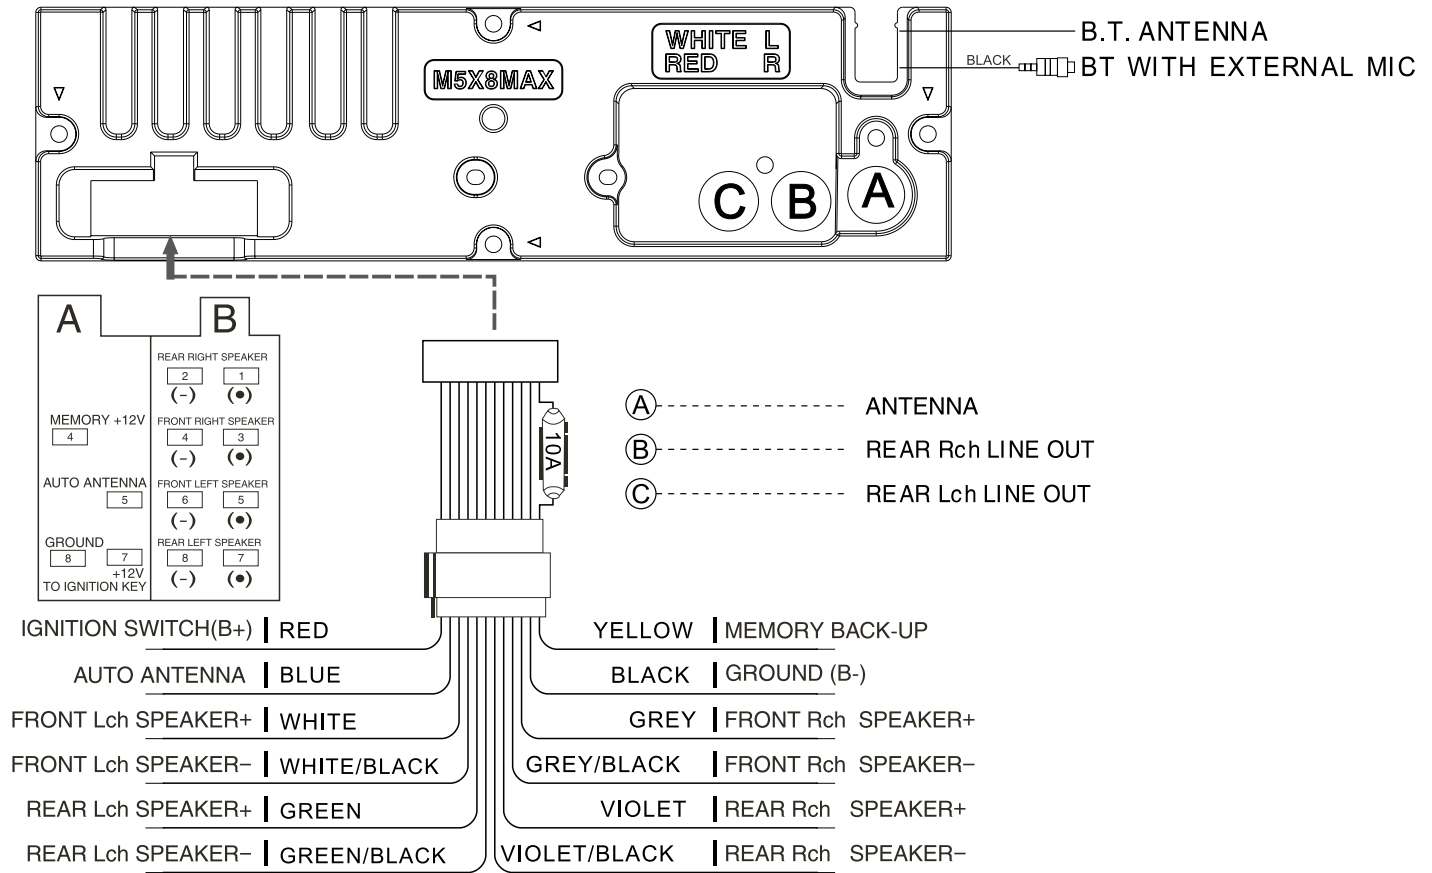 WHITE L
RED R
M5X8MAX
B.T. ANTENNA
BLACK
BT WITH EXTERNAL MIC
C
B
A
A
B
REAR RIGHT SPEAKER
2
1
(-)
(●)
MEMORY +12V
4
FRONT RIGHT SPEAKER
4
3
(-)
(●)
AUTO ANTENNA
5
FRONT LEFT SPEAKER
6
5
(-)
(●)
GROUND
8
7
+12V
TO IGNITION KEY
REAR LEFT SPEAKER
8
7
(-)
(●)
10A
A ANTENNA
B REAR Rch LINE OUT
C REAR Lch LINE OUT
IGNITION SWITCH(B+) RED
AUTO ANTENNA BLUE
FRONT Lch SPEAKER+ WHITE
FRONT Lch SPEAKER− WHITE/BLACK
REAR Lch SPEAKER+ GREEN
REAR Lch SPEAKER− GREEN/BLACK
YELLOW MEMORY BACK-UP
BLACK GROUND (B-)
GREY FRONT Rch SPEAKER+
GREY/BLACK FRONT Rch SPEAKER−
VIOLET REAR Rch SPEAKER+
VIOLET/BLACK REAR Rch SPEAKER−